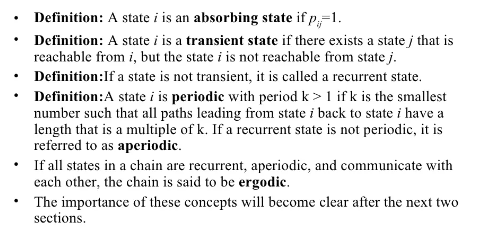 • Definition: A state i is an absorbing state if pij=1.
• Definition: A state i is a transient state if there exists a state j that is
reachable from i, but the state i is not reachable from state j.
• Definition:If a state is not transient, it is called a recurrent state.
• Definition:A state i is periodic with period k > 1 if k is the smallest
number such that all paths leading from state i back to state i have a
length that is a multiple of k. If a recurrent state is not periodic, it is
referred to as aperiodic.
• If all states in a chain are recurrent, aperiodic, and communicate with
each other, the chain is said to be ergodic.
• The importance of these concepts will become clear after the next two
sections.